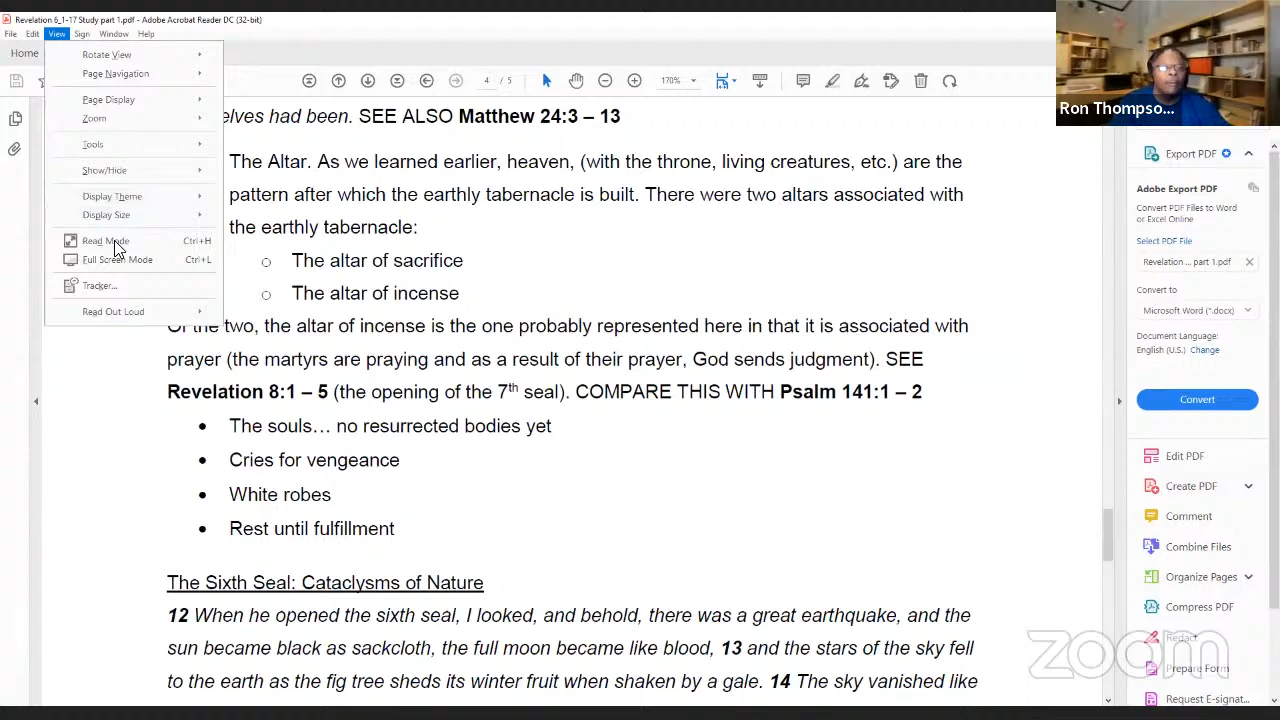 Revelation 6_1-17 Study part 1.pdf - Adobe Acrobat Reader DC (32-bit)
File Edit View Sign Window Help
Home
Rotate View
Page Navigation
Page Display
Zoom
Tools
Show/Hide
Display Theme
Display Size
Read Mode Ctrl+H
Full Screen Mode Ctrl+L
Tracker...
Read Out Loud
4 / 5
170%
Ron Thompso...
elves had been. SEE ALSO Matthew 24:3 – 13
The Altar. As we learned earlier, heaven, (with the throne, living creatures, etc.) are the
pattern after which the earthly tabernacle is built. There were two altars associated with
the earthly tabernacle:
○ The altar of sacrifice
○ The altar of incense
Of the two, the altar of incense is the one probably represented here in that it is associated with
prayer (the martyrs are praying and as a result of their prayer, God sends judgment). SEE
Revelation 8:1 – 5 (the opening of the 7th seal). COMPARE THIS WITH Psalm 141:1 – 2
• The souls… no resurrected bodies yet
• Cries for vengeance
• White robes
• Rest until fulfillment
The Sixth Seal: Cataclysms of Nature
12 When he opened the sixth seal, I looked, and behold, there was a great earthquake, and the
sun became black as sackcloth, the full moon became like blood, 13 and the stars of the sky fell
to the earth as the fig tree sheds its winter fruit when shaken by a gale. 14 The sky vanished like
Export PDF
Adobe Export PDF
Convert PDF Files to Word
or Excel Online
Select PDF File
Revelation ... part 1.pdf
Convert to
Microsoft Word (*.docx)
Document Language:
English (U.S.) Change
Convert
Edit PDF
Create PDF
Comment
Combine Files
Organize Pages
Compress PDF
Redact
Prepare Form
Request E-signat...
zoom